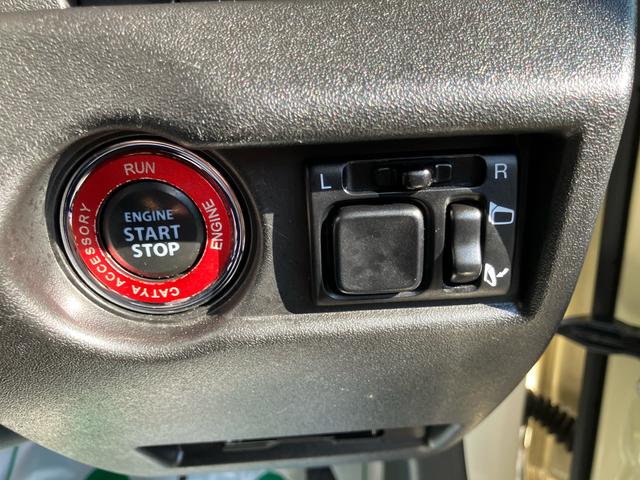 RUN
ENGINE
CATYA ACCESSORY
ENGINE
START
STOP
L
R